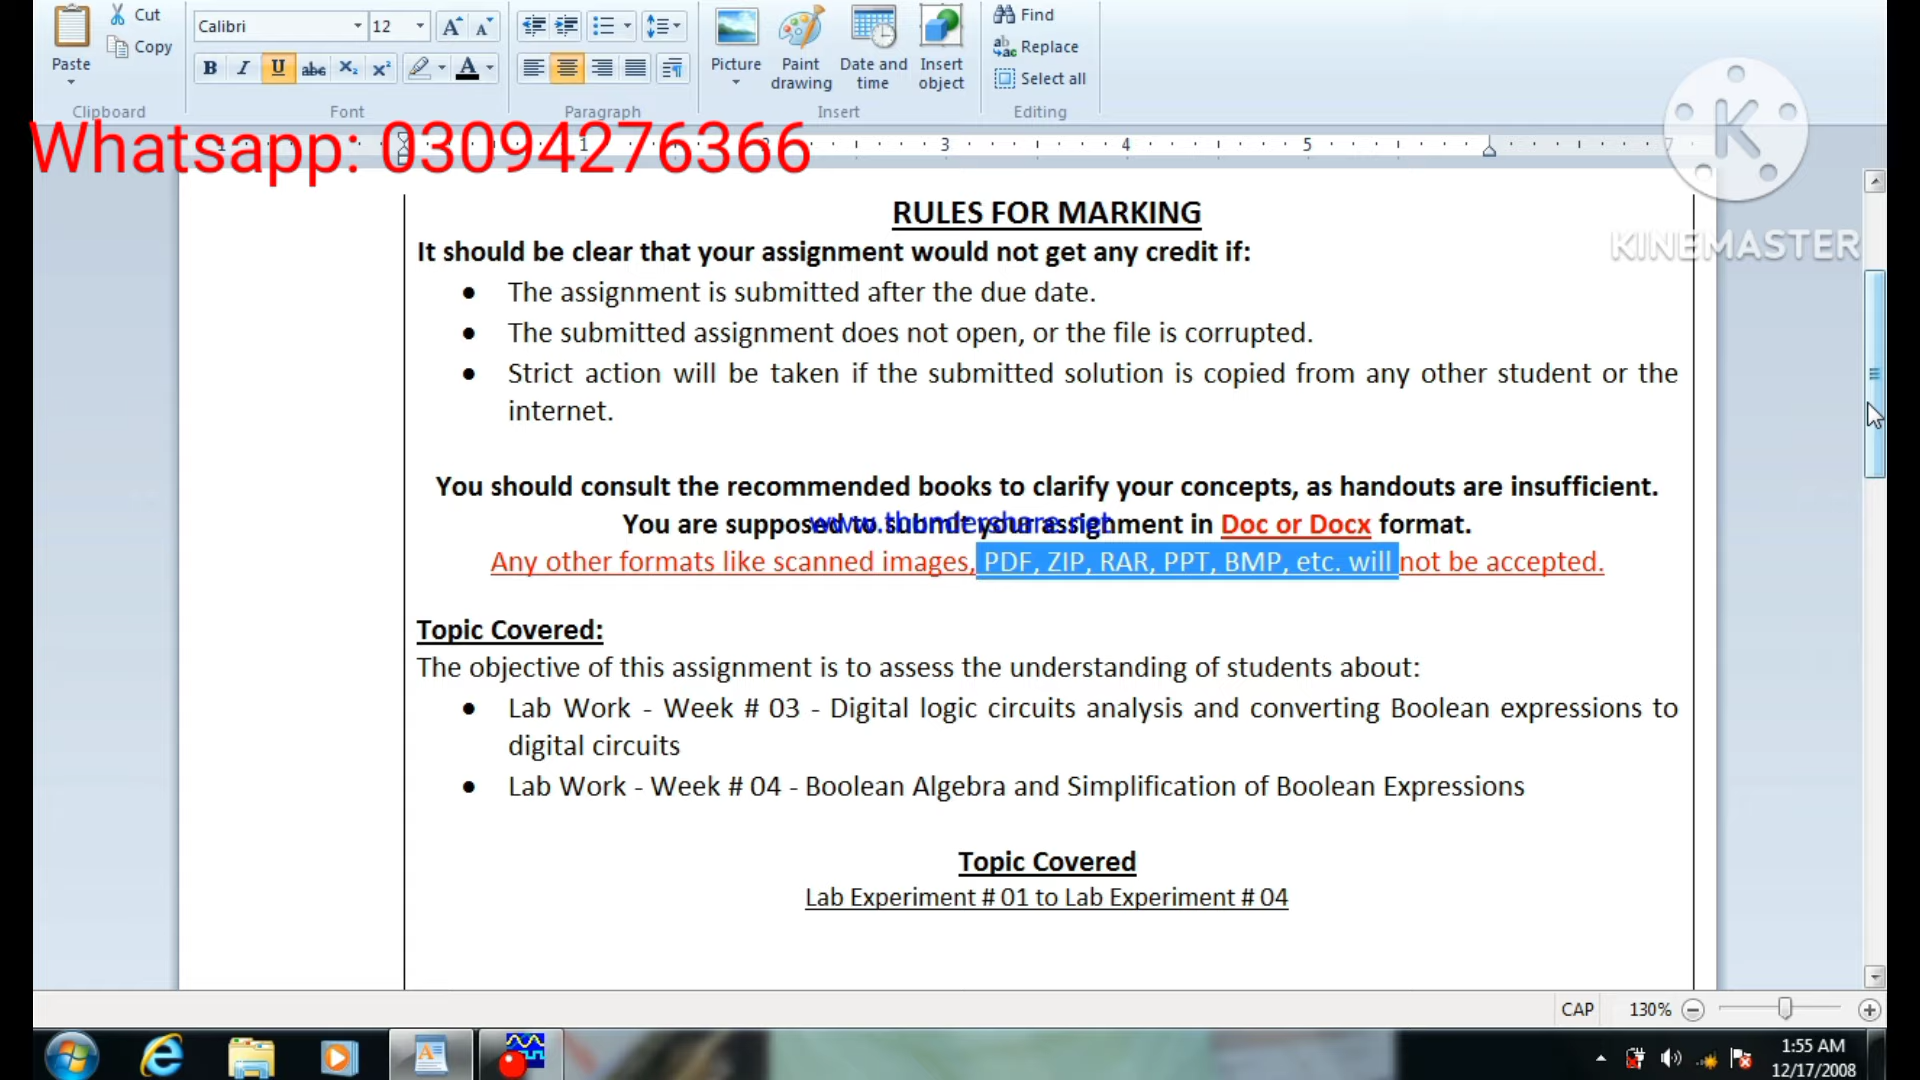 Cut
Calibri
12
Find
Copy
Replace
Paste
Picture
Paint drawing
Date and time
Insert object
Select all
Clipboard
Font
Paragraph
Insert
Editing
Whatsapp: 03094276366
1 1 3 4 5 7
K
KINEMASTER
RULES FOR MARKING
It should be clear that your assignment would not get any credit if:
• The assignment is submitted after the due date.
• The submitted assignment does not open, or the file is corrupted.
• Strict action will be taken if the submitted solution is copied from any other student or the
internet.
You should consult the recommended books to clarify your concepts, as handouts are insufficient.
You are supposed to submit your assignment in Doc or Docx format.
www.thundershare.net
Any other formats like scanned images, PDF, ZIP, RAR, PPT, BMP, etc. will not be accepted.
Topic Covered:
The objective of this assignment is to assess the understanding of students about:
• Lab Work - Week # 03 - Digital logic circuits analysis and converting Boolean expressions to
digital circuits
• Lab Work - Week # 04 - Boolean Algebra and Simplification of Boolean Expressions
Topic Covered
Lab Experiment # 01 to Lab Experiment # 04
CAP
130%
1:55 AM
12/17/2008